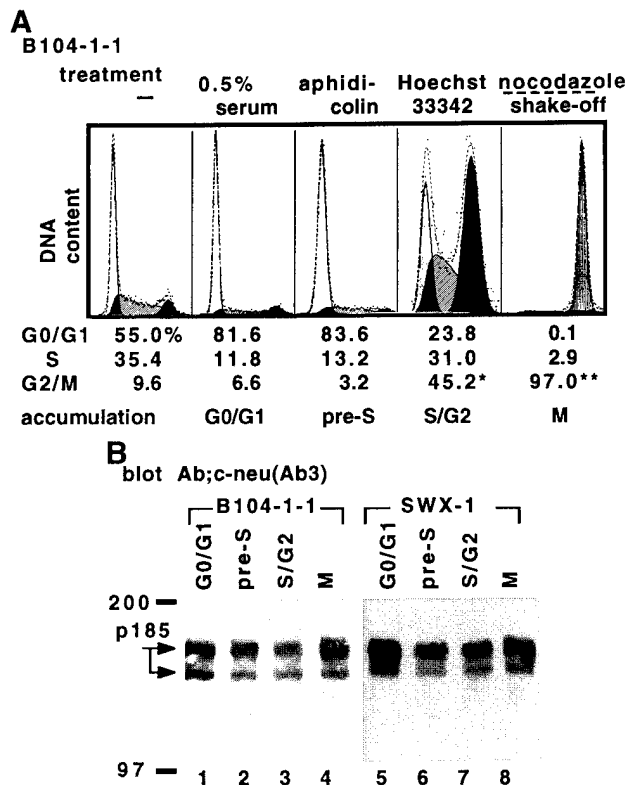 A
B104-1-1
treatment – 0.5% serum aphidi-colin Hoechst 33342 nocodazole shake-off
DNA content
G0/G1 55.0% 81.6 83.6 23.8 0.1
S 35.4 11.8 13.2 31.0 2.9
G2/M 9.6 6.6 3.2 45.2* 97.0**
accumulation G0/G1 pre-S S/G2 M
B
blot Ab;c-neu(Ab3)
B104-1-1 SWX-1
G0/G1 pre-S S/G2 M G0/G1 pre-S S/G2 M
200
p185
97
1 2 3 4 5 6 7 8